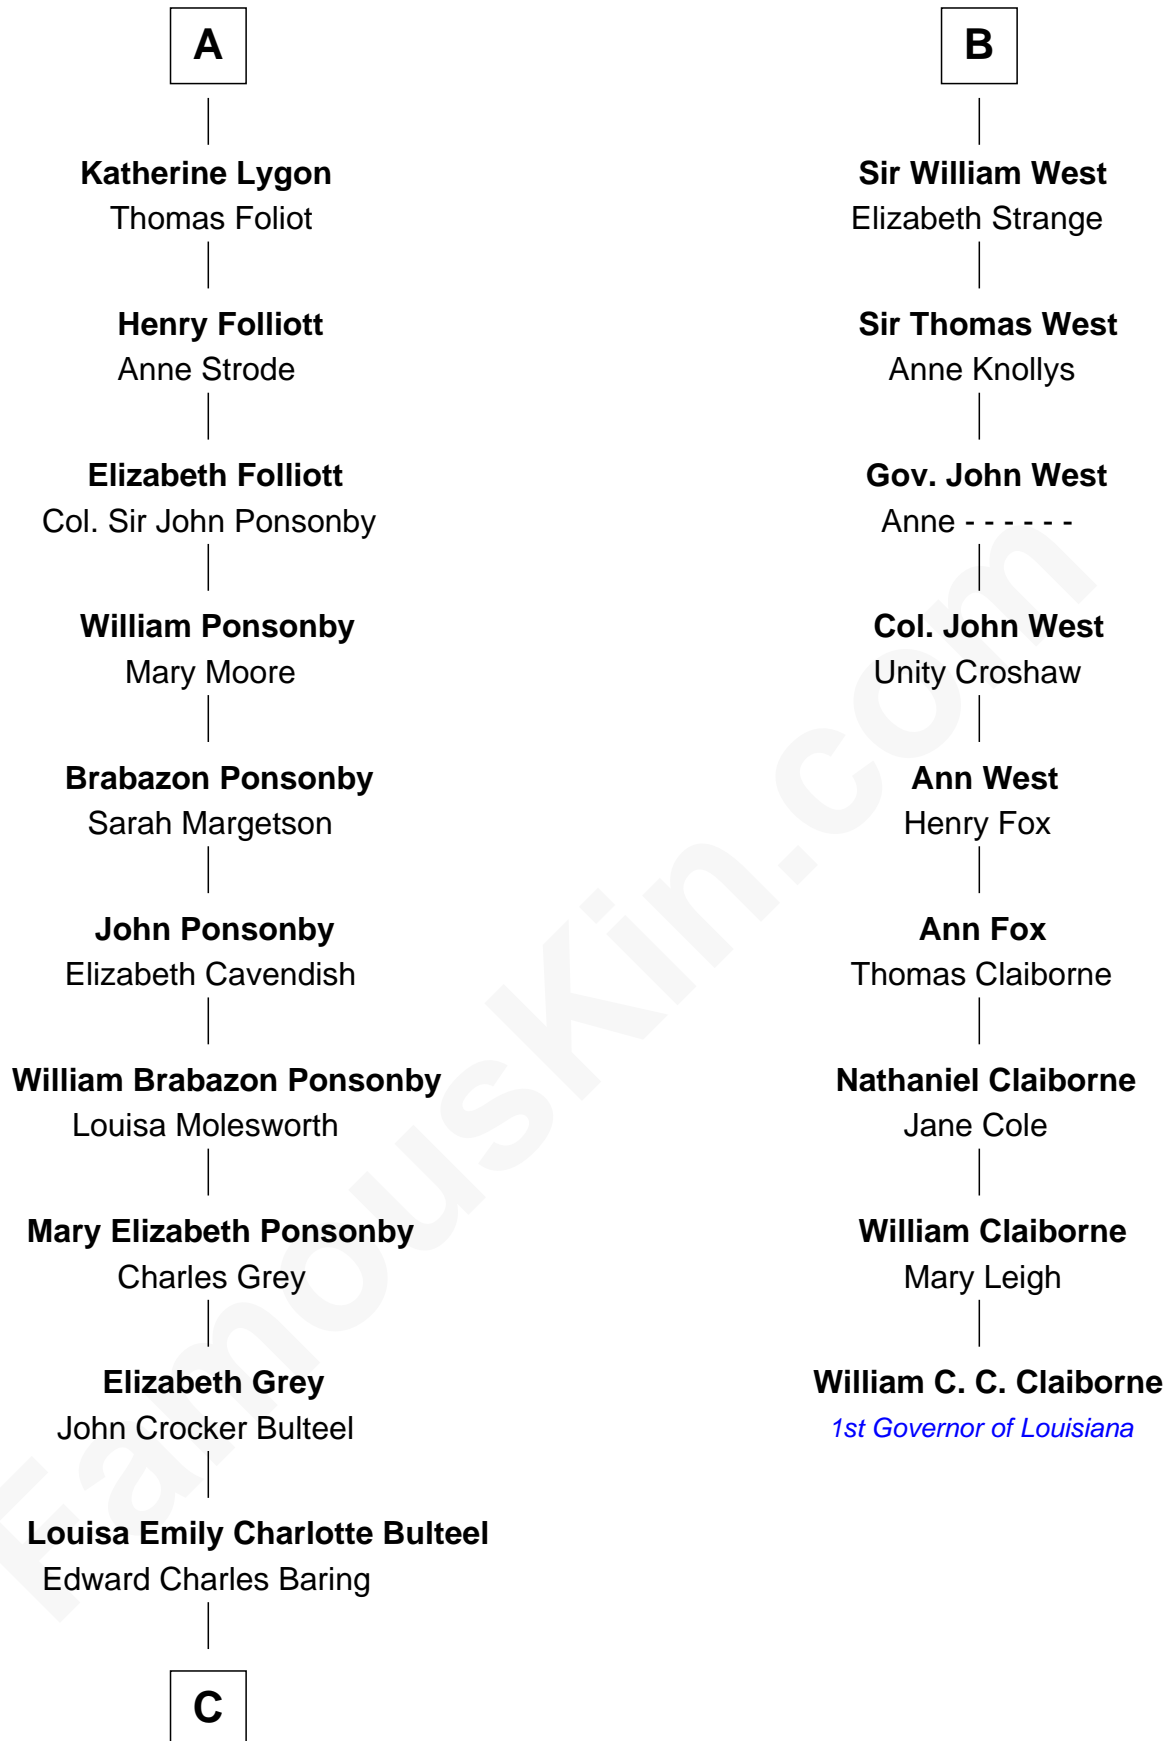 A
Katherine Lygon
Thomas Foliot
Henry Folliott
Anne Strode
Elizabeth Folliott
Col. Sir John Ponsonby
William Ponsonby
Mary Moore
Brabazon Ponsonby
Sarah Margetson
John Ponsonby
Elizabeth Cavendish
William Brabazon Ponsonby
Louisa Molesworth
Mary Elizabeth Ponsonby
Charles Grey
Elizabeth Grey
John Crocker Bulteel
Louisa Emily Charlotte Bulteel
Edward Charles Baring
C
B
Sir William West
Elizabeth Strange
Sir Thomas West
Anne Knollys
Gov. John West
Anne - - - - - -
Col. John West
Unity Croshaw
Ann West
Henry Fox
Ann Fox
Thomas Claiborne
Nathaniel Claiborne
Jane Cole
William Claiborne
Mary Leigh
William C. C. Claiborne
1st Governor of Louisiana
FamousKin.com